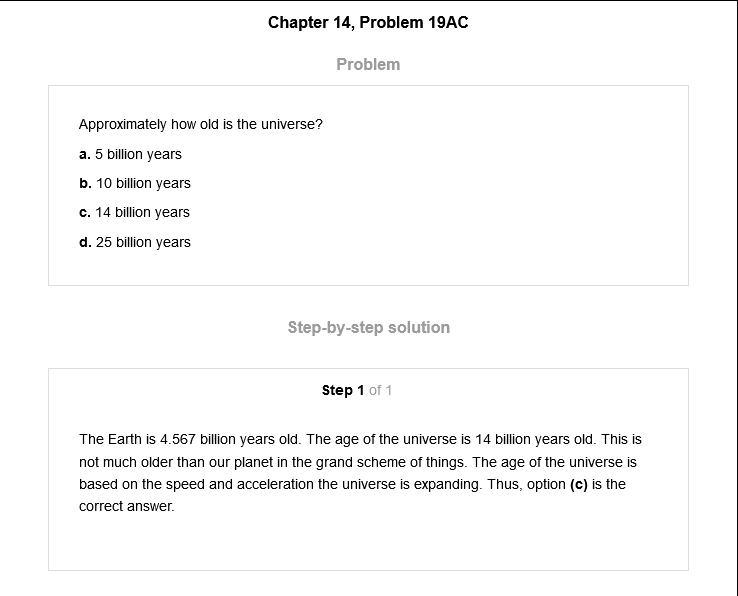 Chapter 14, Problem 19AC
Problem
Approximately how old is the universe?
a. 5 billion years
b. 10 billion years
c. 14 billion years
d. 25 billion years
Step-by-step solution
Step 1 of 1
The Earth is 4.567 billion years old. The age of the universe is 14 billion years old. This is
not much older than our planet in the grand scheme of things. The age of the universe is
based on the speed and acceleration the universe is expanding. Thus, option (c) is the
correct answer.